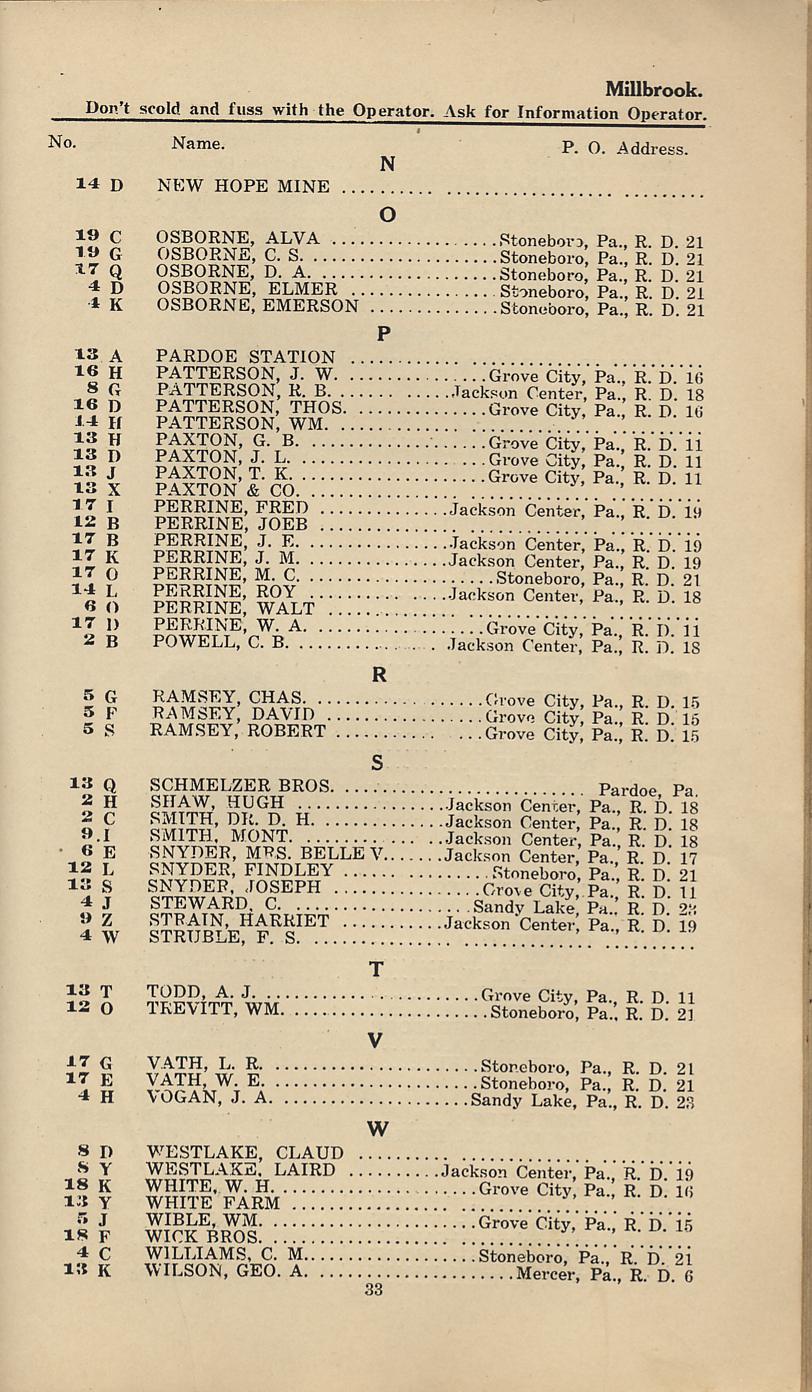 Millbrook.
Don't scold and fuss with the Operator. Ask for Information Operator.
No. Name. P. O. Address.
N
14 D NEW HOPE MINE
O
19 C OSBORNE, ALVA Stoneboro, Pa., R. D. 21
19 G OSBORNE, C. S. Stoneboro, Pa., R. D. 21
17 Q OSBORNE, D. A. Stoneboro, Pa., R. D. 21
4 D OSBORNE, ELMER Stoneboro, Pa., R. D. 21
4 K OSBORNE, EMERSON Stoneboro, Pa., R. D. 21
P
13 A PARDOE STATION
16 H PATTERSON, J. W. Grove City, Pa., R. D. 16
8 G PATTERSON, R. B. Jackson Center, Pa., R. D. 18
16 D PATTERSON, THOS. Grove City, Pa., R. D. 16
14 H PATTERSON, WM.
13 H PAXTON, G. B. Grove City, Pa., R. D. 11
13 D PAXTON, J. L. Grove City, Pa., R. D. 11
13 J PAXTON, T. K. Grove City, Pa., R. D. 11
13 X PAXTON & CO.
17 I PERRINE, FRED Jackson Center, Pa., R. D. 19
12 B PERRINE, JOEB
17 B PERRINE, J. E. Jackson Center, Pa., R. D. 19
17 K PERRINE, J. M. Jackson Center, Pa., R. D. 19
17 O PERRINE, M. C. Stoneboro, Pa., R. D. 21
14 L PERRINE, ROY Jackson Center, Pa., R. D. 18
6 O PERRINE, WALT
17 D PERRINE, W. A. Grove City, Pa., R. D. 11
2 B POWELL, C. B. Jackson Center, Pa., R. D. 18
R
5 G RAMSEY, CHAS. Grove City, Pa., R. D. 15
5 F RAMSEY, DAVID Grove City, Pa., R. D. 15
5 S RAMSEY, ROBERT Grove City, Pa., R. D. 15
S
13 Q SCHMELZER BROS. Pardoe, Pa.
2 H SHAW, HUGH Jackson Center, Pa., R. D. 18
2 C SMITH, DR. D. H. Jackson Center, Pa., R. D. 18
9 I SMITH, MONT. Jackson Center, Pa., R. D. 18
6 E SNYDER, MRS. BELLE V. Jackson Center, Pa., R. D. 17
12 L SNYDER, FINDLEY Stoneboro, Pa., R. D. 21
13 S SNYDER, JOSEPH Grove City, Pa., R. D. 11
4 J STEWARD, C. Sandy Lake, Pa., R. D. 23
9 Z STRAIN, HARRIET Jackson Center, Pa., R. D. 19
4 W STRUBLE, F. S.
T
13 T TODD, A. J. Grove City, Pa., R. D. 11
12 O TREVITT, WM. Stoneboro, Pa., R. D. 21
V
17 G VATH, L. R. Stoneboro, Pa., R. D. 21
17 E VATH, W. E. Stoneboro, Pa., R. D. 21
4 H VOGAN, J. A. Sandy Lake, Pa., R. D. 23
W
8 D WESTLAKE, CLAUD
8 Y WESTLAKE, LAIRD Jackson Center, Pa., R. D. 19
18 K WHITE, W. H. Grove City, Pa., R. D. 16
13 Y WHITE FARM
5 J WIBLE, WM. Grove City, Pa., R. D. 15
18 F WICK BROS.
4 C WILLIAMS, C. M. Stoneboro, Pa., R. D. 21
13 K WILSON, GEO. A. Mercer, Pa., R. D. 6
33